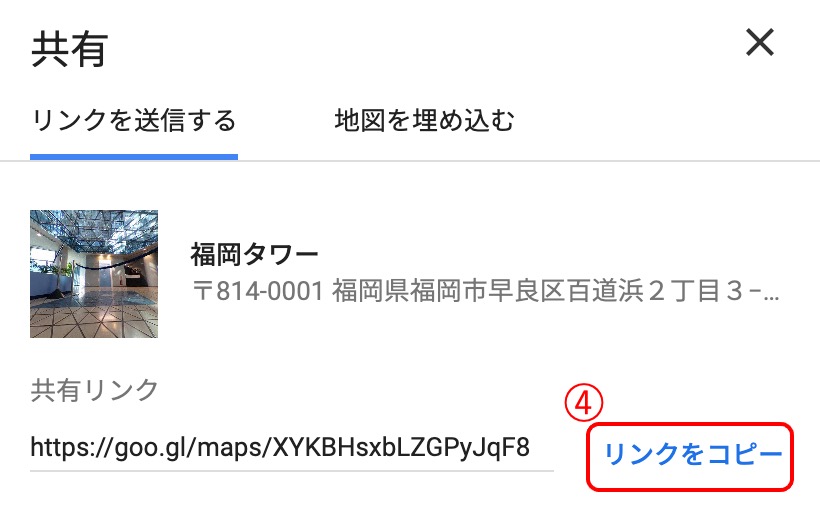 共有
リンクを送信する 地図を埋め込む
福岡タワー
〒814-0001 福岡県福岡市早良区百道浜２丁目３−...
共有リンク
④
https://goo.gl/maps/XYKBHsxbLZGPyJqF8 リンクをコピー